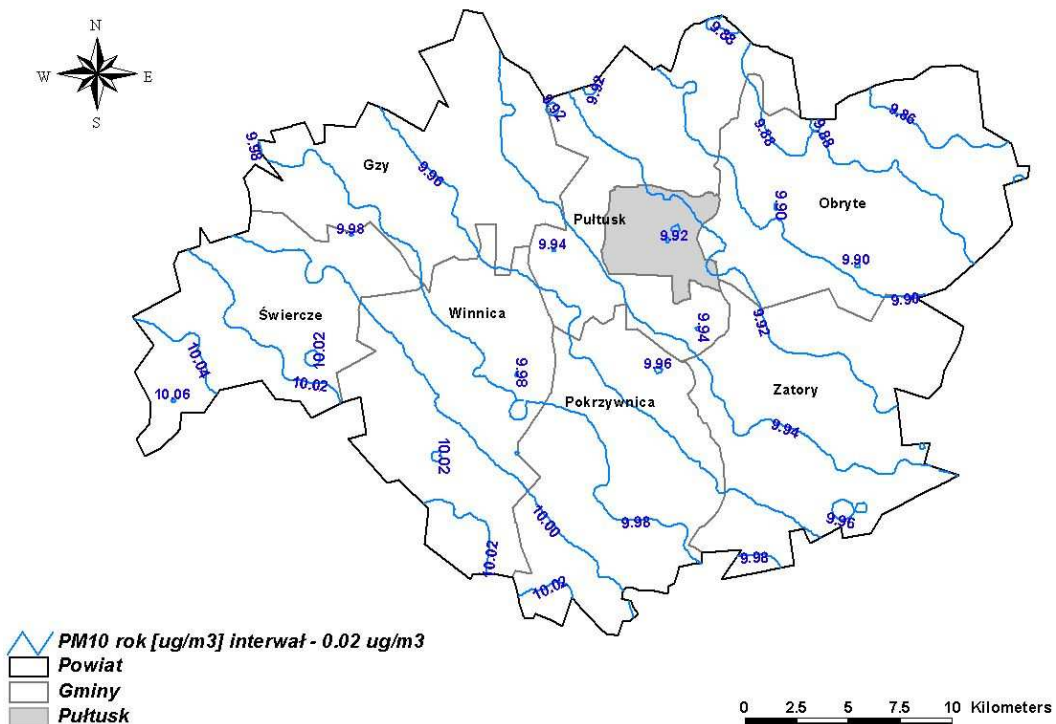 N
W E
S
9.88
9.92
9.92
9.86
9.88
9.88
9.98
Gzy
9.96
9.90
Obryte
Pułtusk
9.98
9.94
9.92
9.90
9.90
Świercze
Winnica
9.92
9.94
10.02
10.04
10.02
10.06
9.98
9.96
Pokrzywnica
Zatory
9.94
10.02
10.00
9.98
9.96
10.02
9.98
10.02
PM10 rok [ug/m3] interwał - 0.02 ug/m3
Powiat
Gminy
Pułtusk
0 2.5 5 7.5 10 Kilometers